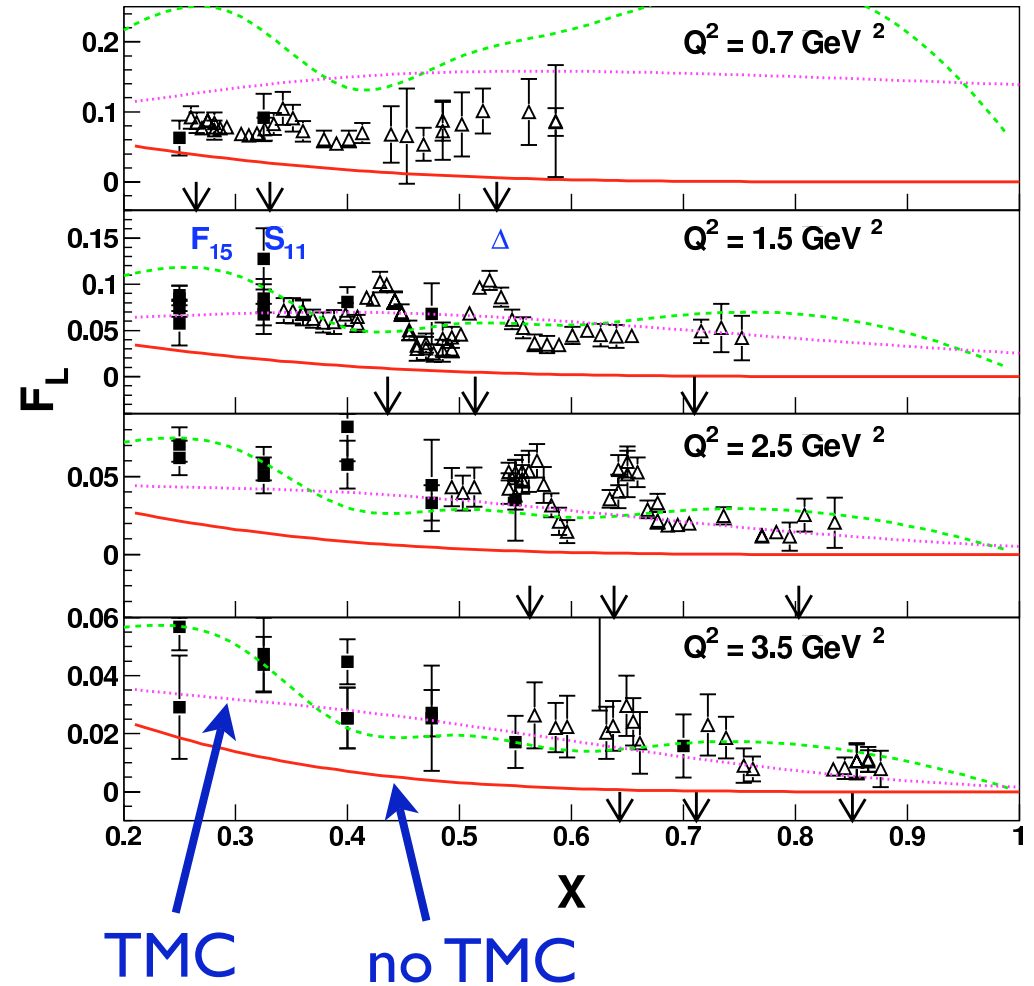 Q² = 0.7 GeV ²
0.2
0.1
0
F₁₅
S₁₁
Δ
Q² = 1.5 GeV ²
0.15
0.1
0.05
0
F_L
Q² = 2.5 GeV ²
0.05
0
Q² = 3.5 GeV ²
0.06
0.04
0.02
0
0.2 0.3 0.4 0.5 0.6 0.7 0.8 0.9 1
X
TMC
no TMC